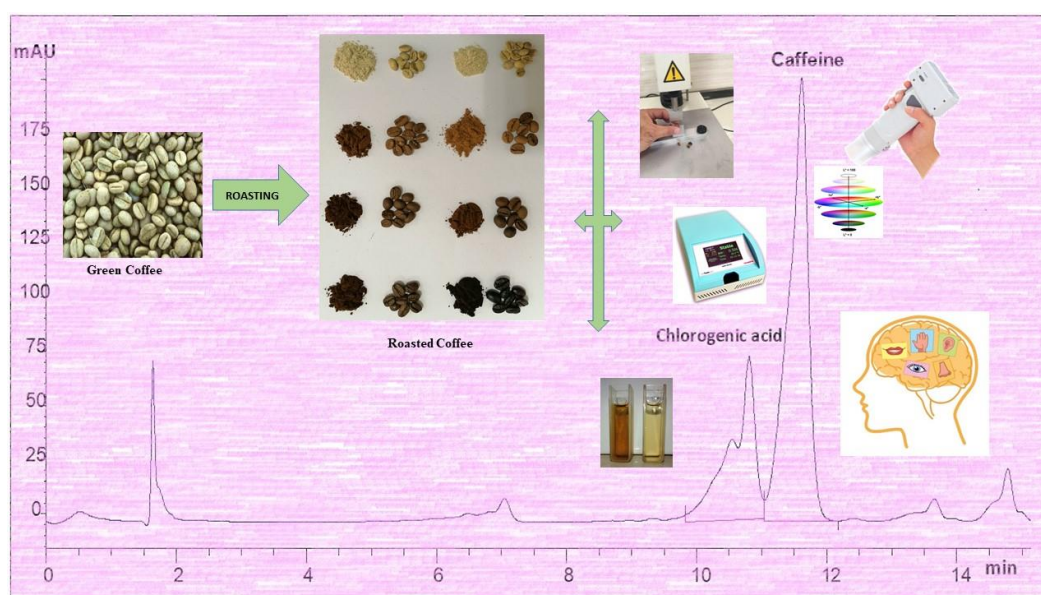 mAU
175
150
125
100
75
50
25
0
Green Coffee
ROASTING
Roasted Coffee
Caffeine
Chlorogenic acid
0 2 4 6 8 10 12 14 min